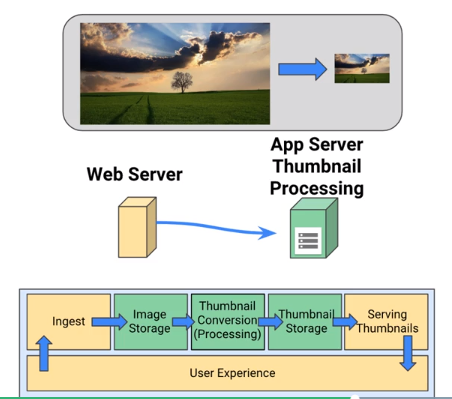 App Server
Thumbnail
Processing
Web Server
Ingest
Image
Storage
Thumbnail
Conversion
(Processing)
Thumbnail
Storage
Serving
Thumbnails
User Experience